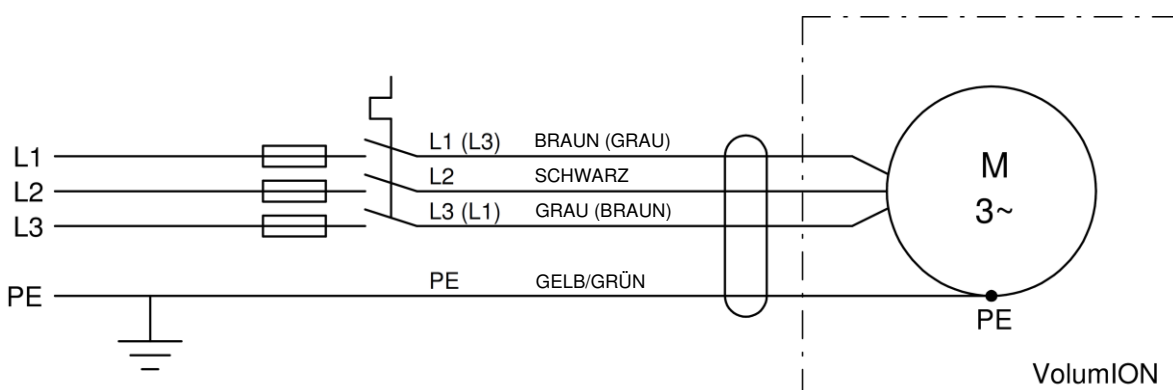 L1 L1 (L3) BRAUN (GRAU)
L2 L2 SCHWARZ
L3 L3 (L1) GRAU (BRAUN)
PE PE GELB/GRÜN
M
3~
PE
VolumION